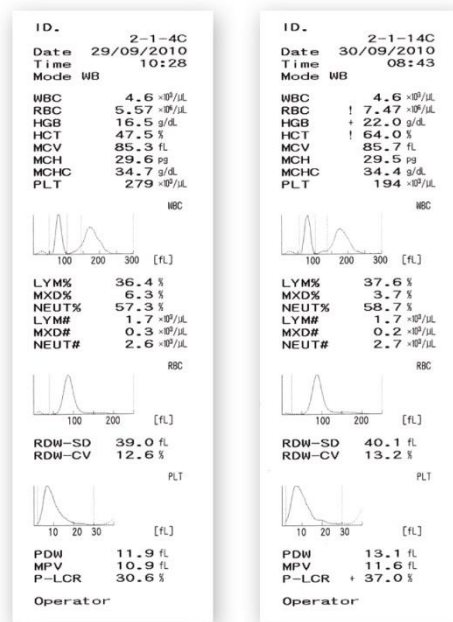 ID.
2-1-4C
Date 29/09/2010
Time 10:28
Mode WB
WBC 4.6 ×10³/µL
RBC 5.57 ×10⁶/µL
HGB 16.5 g/dL
HCT 47.5 %
MCV 85.3 fL
MCH 29.6 pg
MCHC 34.7 g/dL
PLT 279 ×10³/µL
WBC
100 200 300 [fL]
LYM% 36.4 %
MXD% 6.3 %
NEUT% 57.3 %
LYM# 1.7 ×10³/µL
MXD# 0.3 ×10³/µL
NEUT# 2.6 ×10³/µL
RBC
100 200 [fL]
RDW-SD 39.0 fL
RDW-CV 12.6 %
PLT
10 20 30 [fL]
PDW 11.9 fL
MPV 10.9 fL
P-LCR 30.6 %
Operator
ID.
2-1-14C
Date 30/09/2010
Time 08:43
Mode WB
WBC 4.6 ×10³/µL
RBC ! 7.47 ×10⁶/µL
HGB + 22.0 g/dL
HCT ! 64.0 %
MCV 85.7 fL
MCH 29.5 pg
MCHC 34.4 g/dL
PLT 194 ×10³/µL
WBC
100 200 300 [fL]
LYM% 37.6 %
MXD% 3.7 %
NEUT% 58.7 %
LYM# 1.7 ×10³/µL
MXD# 0.2 ×10³/µL
NEUT# 2.7 ×10³/µL
RBC
100 200 [fL]
RDW-SD 40.1 fL
RDW-CV 13.2 %
PLT
10 20 30 [fL]
PDW 13.1 fL
MPV 11.6 fL
P-LCR + 37.0 %
Operator